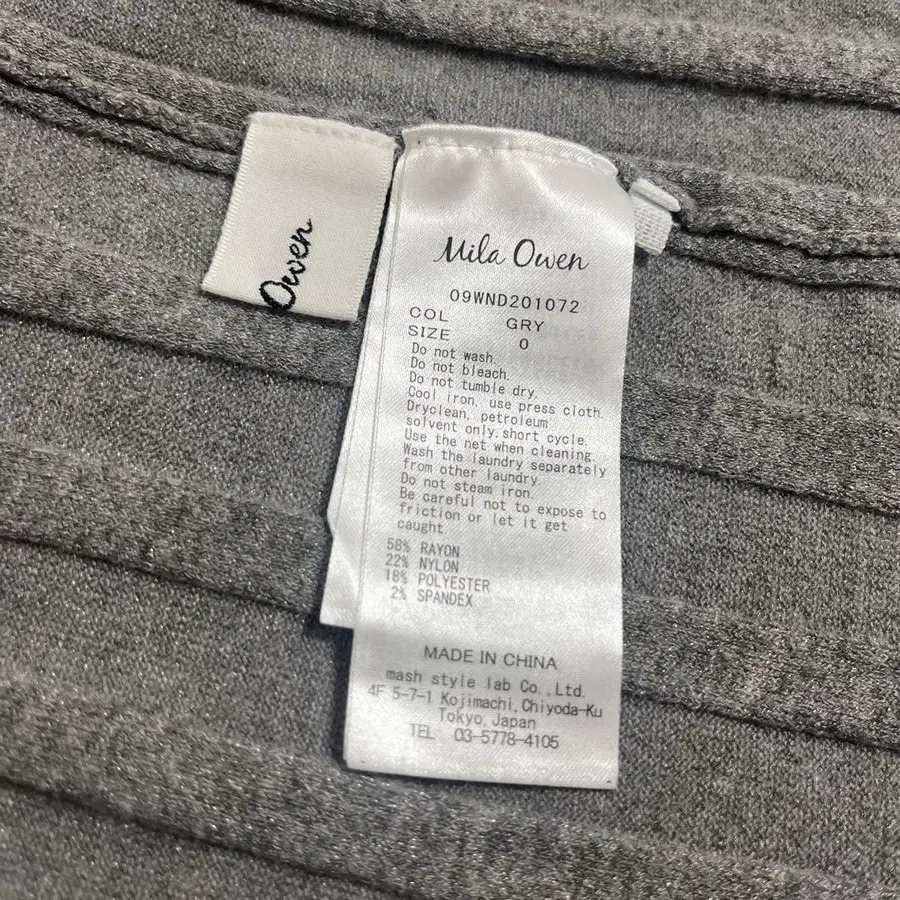 Owen
Mila Owen
09WND201072
COL GRY
SIZE 0
Do not wash.
Do not bleach.
Do not tumble dry.
Cool iron, use press cloth.
Dryclean, petroleum
solvent only.short cycle.
Use the net when cleaning.
Wash the laundry separately
from other laundry.
Do not steam iron.
Be careful not to expose to
friction or let it get
caught.
58% RAYON
22% NYLON
18% POLYESTER
2% SPANDEX
MADE IN CHINA
mash style lab Co.,Ltd.
4F 5-7-1 Kojimachi,Chiyoda-Ku
Tokyo,Japan
TEL 03-5778-4105